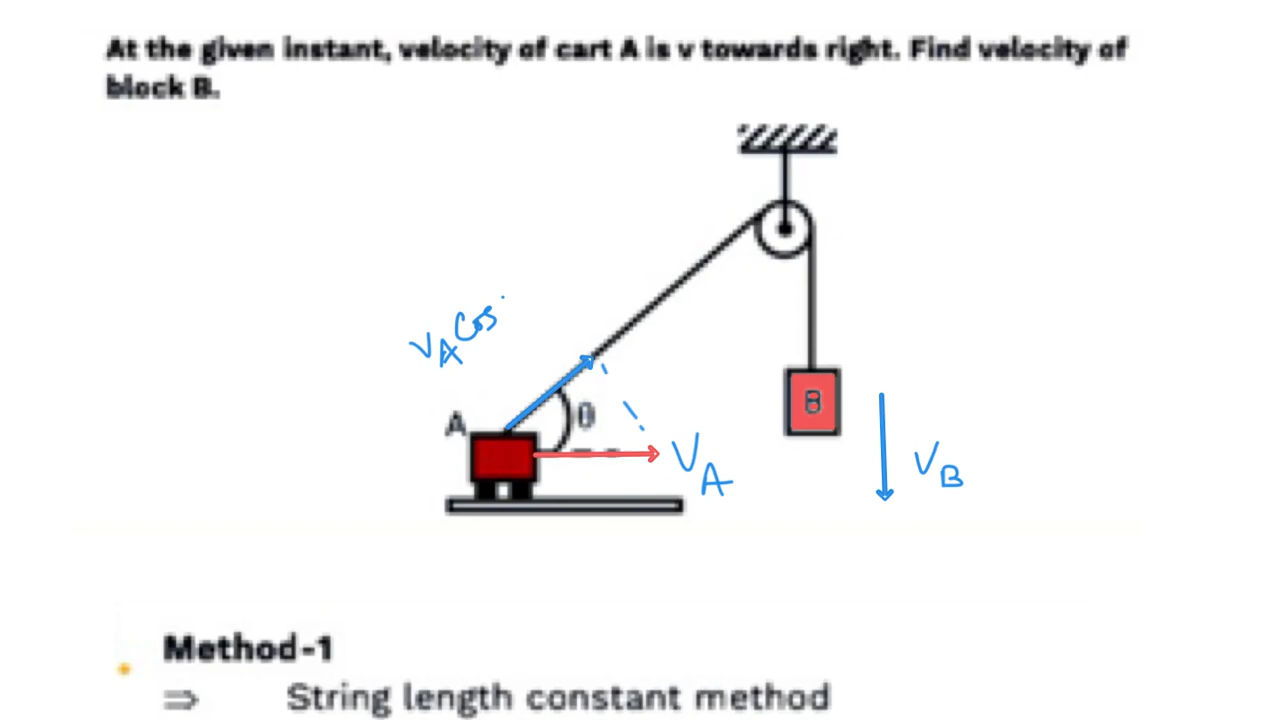 At the given instant, velocity of cart A is v towards right. Find velocity of
block B.
V_A Cos
A
θ
B
V_A
V_B
Method-1
⇒ String length constant method